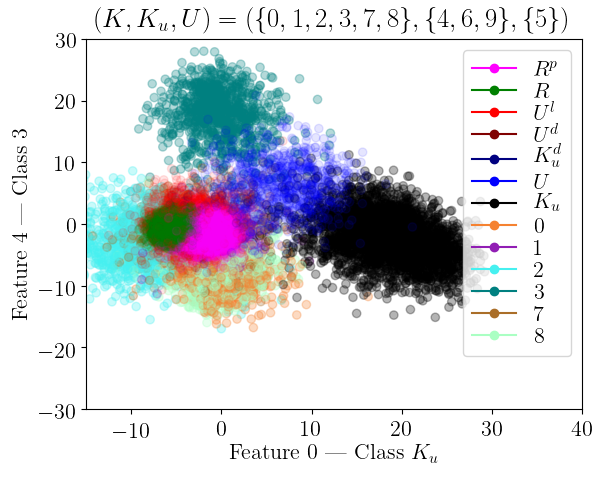 (K, K_u, U) = ({0, 1, 2, 3, 7, 8}, {4, 6, 9}, {5})
30
20
10
0
−10
−20
−30
Feature 4 — Class 3
−10
0
10
20
30
40
Feature 0 — Class K_u
R^p
R
U^l
U^d
K_u^d
U
K_u
0
1
2
3
7
8